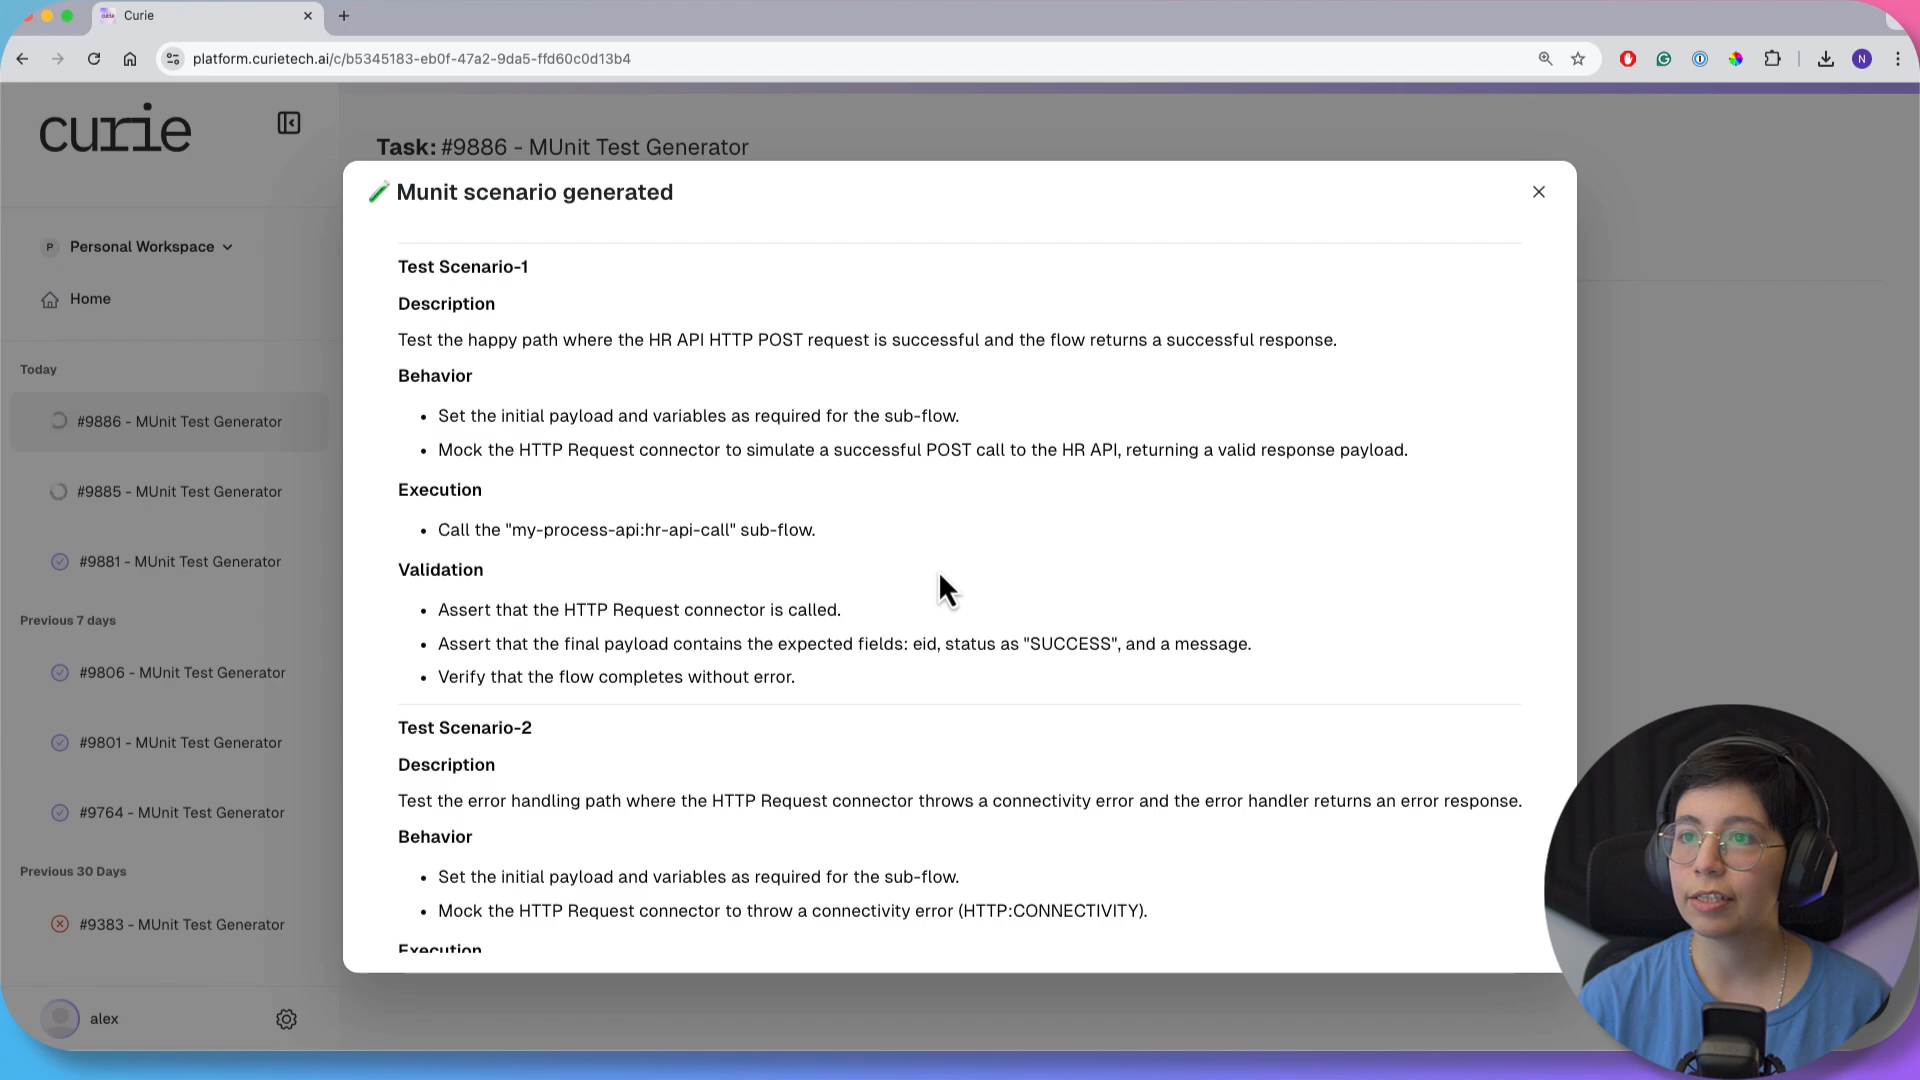 Curie
platform.curietech.ai/c/b5345183-eb0f-47a2-9da5-ffd60c0d13b4
N
curie
Task: #9886 - MUnit Test Generator
P Personal Workspace
Home
Today
#9886 - MUnit Test Generator
#9885 - MUnit Test Generator
#9881 - MUnit Test Generator
Previous 7 days
#9806 - MUnit Test Generator
#9801 - MUnit Test Generator
#9764 - MUnit Test Generator
Previous 30 Days
#9383 - MUnit Test Generator
alex
Munit scenario generated
Test Scenario-1
Description
Test the happy path where the HR API HTTP POST request is successful and the flow returns a successful response.
Behavior
• Set the initial payload and variables as required for the sub-flow.
• Mock the HTTP Request connector to simulate a successful POST call to the HR API, returning a valid response payload.
Execution
• Call the "my-process-api:hr-api-call" sub-flow.
Validation
• Assert that the HTTP Request connector is called.
• Assert that the final payload contains the expected fields: eid, status as "SUCCESS", and a message.
• Verify that the flow completes without error.
Test Scenario-2
Description
Test the error handling path where the HTTP Request connector throws a connectivity error and the error handler returns an error response.
Behavior
• Set the initial payload and variables as required for the sub-flow.
• Mock the HTTP Request connector to throw a connectivity error (HTTP:CONNECTIVITY).
Execution